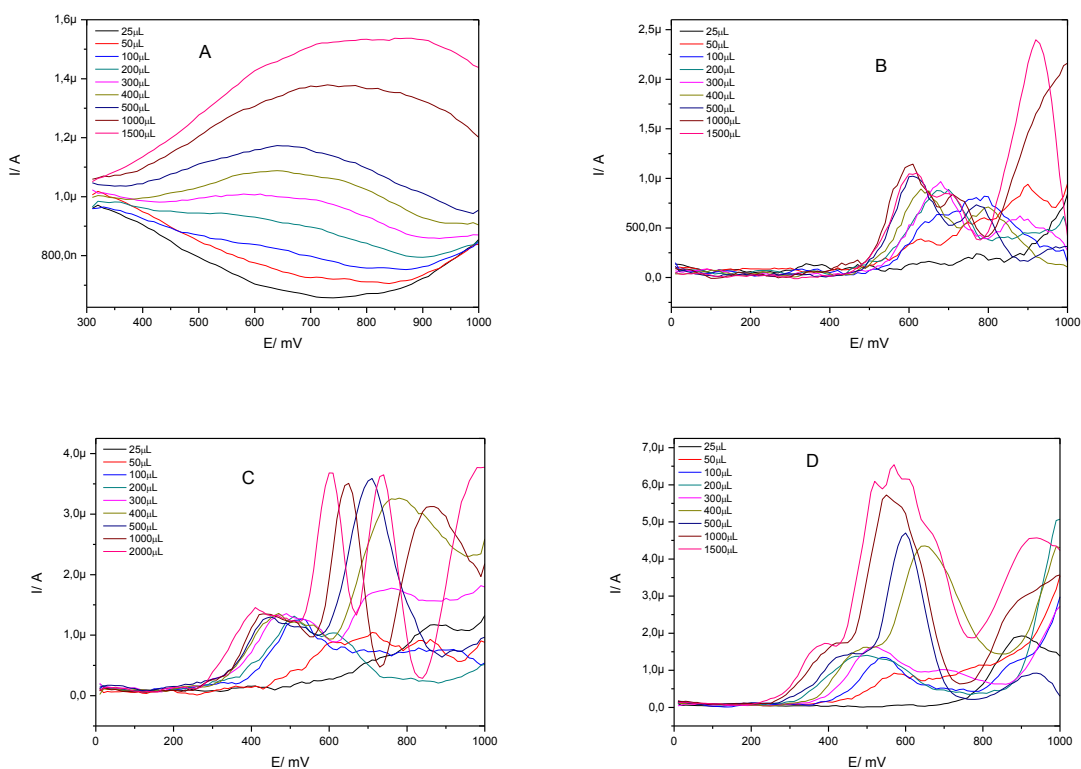 A
1,6µ
1,4µ
1,2µ
1,0µ
800,0n
I/ A
25µL
50µL
100µL
200µL
300µL
400µL
500µL
1000µL
1500µL
300 400 500 600 700 800 900 1000
E/ mV
B
2,5µ
2,0µ
1,5µ
1,0µ
500,0n
0,0
I/ A
25µL
50µL
100µL
200µL
300µL
400µL
500µL
1000µL
1500µL
0 200 400 600 800 1000
E/ mV
C
4,0µ
3,0µ
2,0µ
1,0µ
0,0
I/ A
25µL
50µL
100µL
200µL
300µL
400µL
500µL
1000µL
2000µL
0 200 400 600 800 1000
E/ mV
D
7,0µ
6,0µ
5,0µ
4,0µ
3,0µ
2,0µ
1,0µ
0,0
I/ A
25µL
50µL
100µL
200µL
300µL
400µL
500µL
1000µL
1500µL
0 200 400 600 800 1000
E/ mV